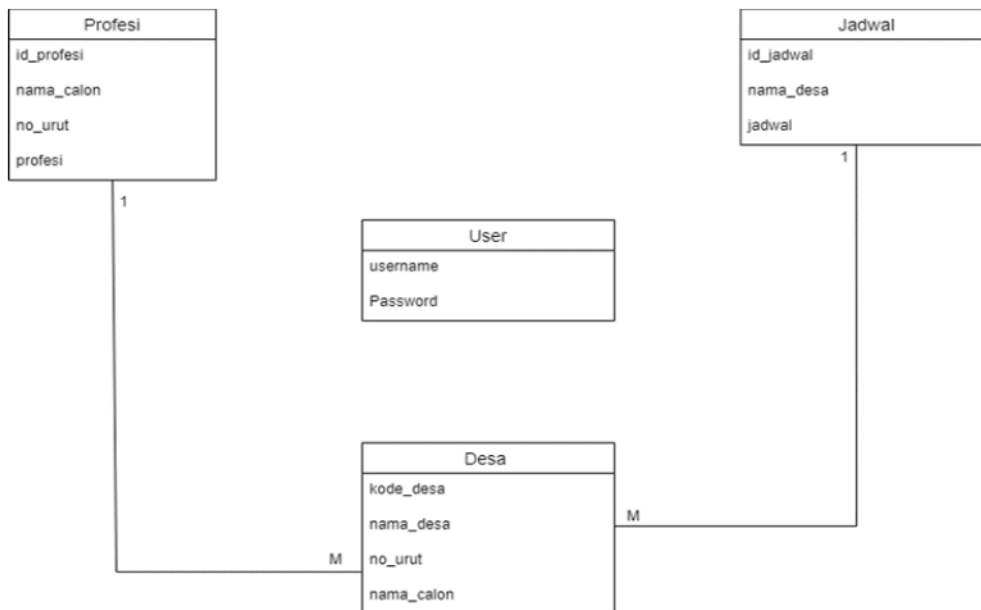 Profesi
id_profesi
nama_calon
no_urut
profesi
1
Jadwal
id_jadwal
nama_desa
jadwal
1
User
username
Password
Desa
kode_desa
nama_desa
no_urut
nama_calon
M
M